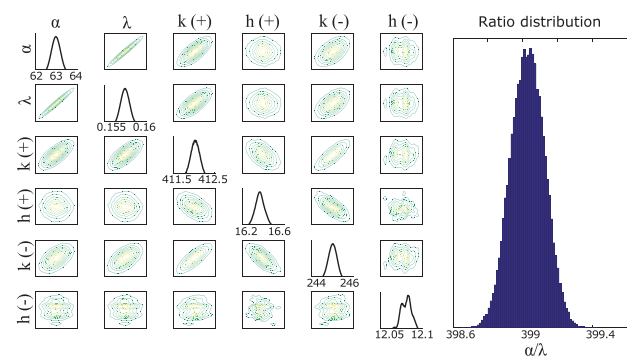 α λ k (+) h (+) k (-) h (-) Ratio distribution
α
62 63 64
λ
0.155 0.16
k (+)
411.5 412.5
h (+)
16.2 16.6
k (-)
244 246
h (-)
12.05 12.1
398.6 399 399.4
α/λ